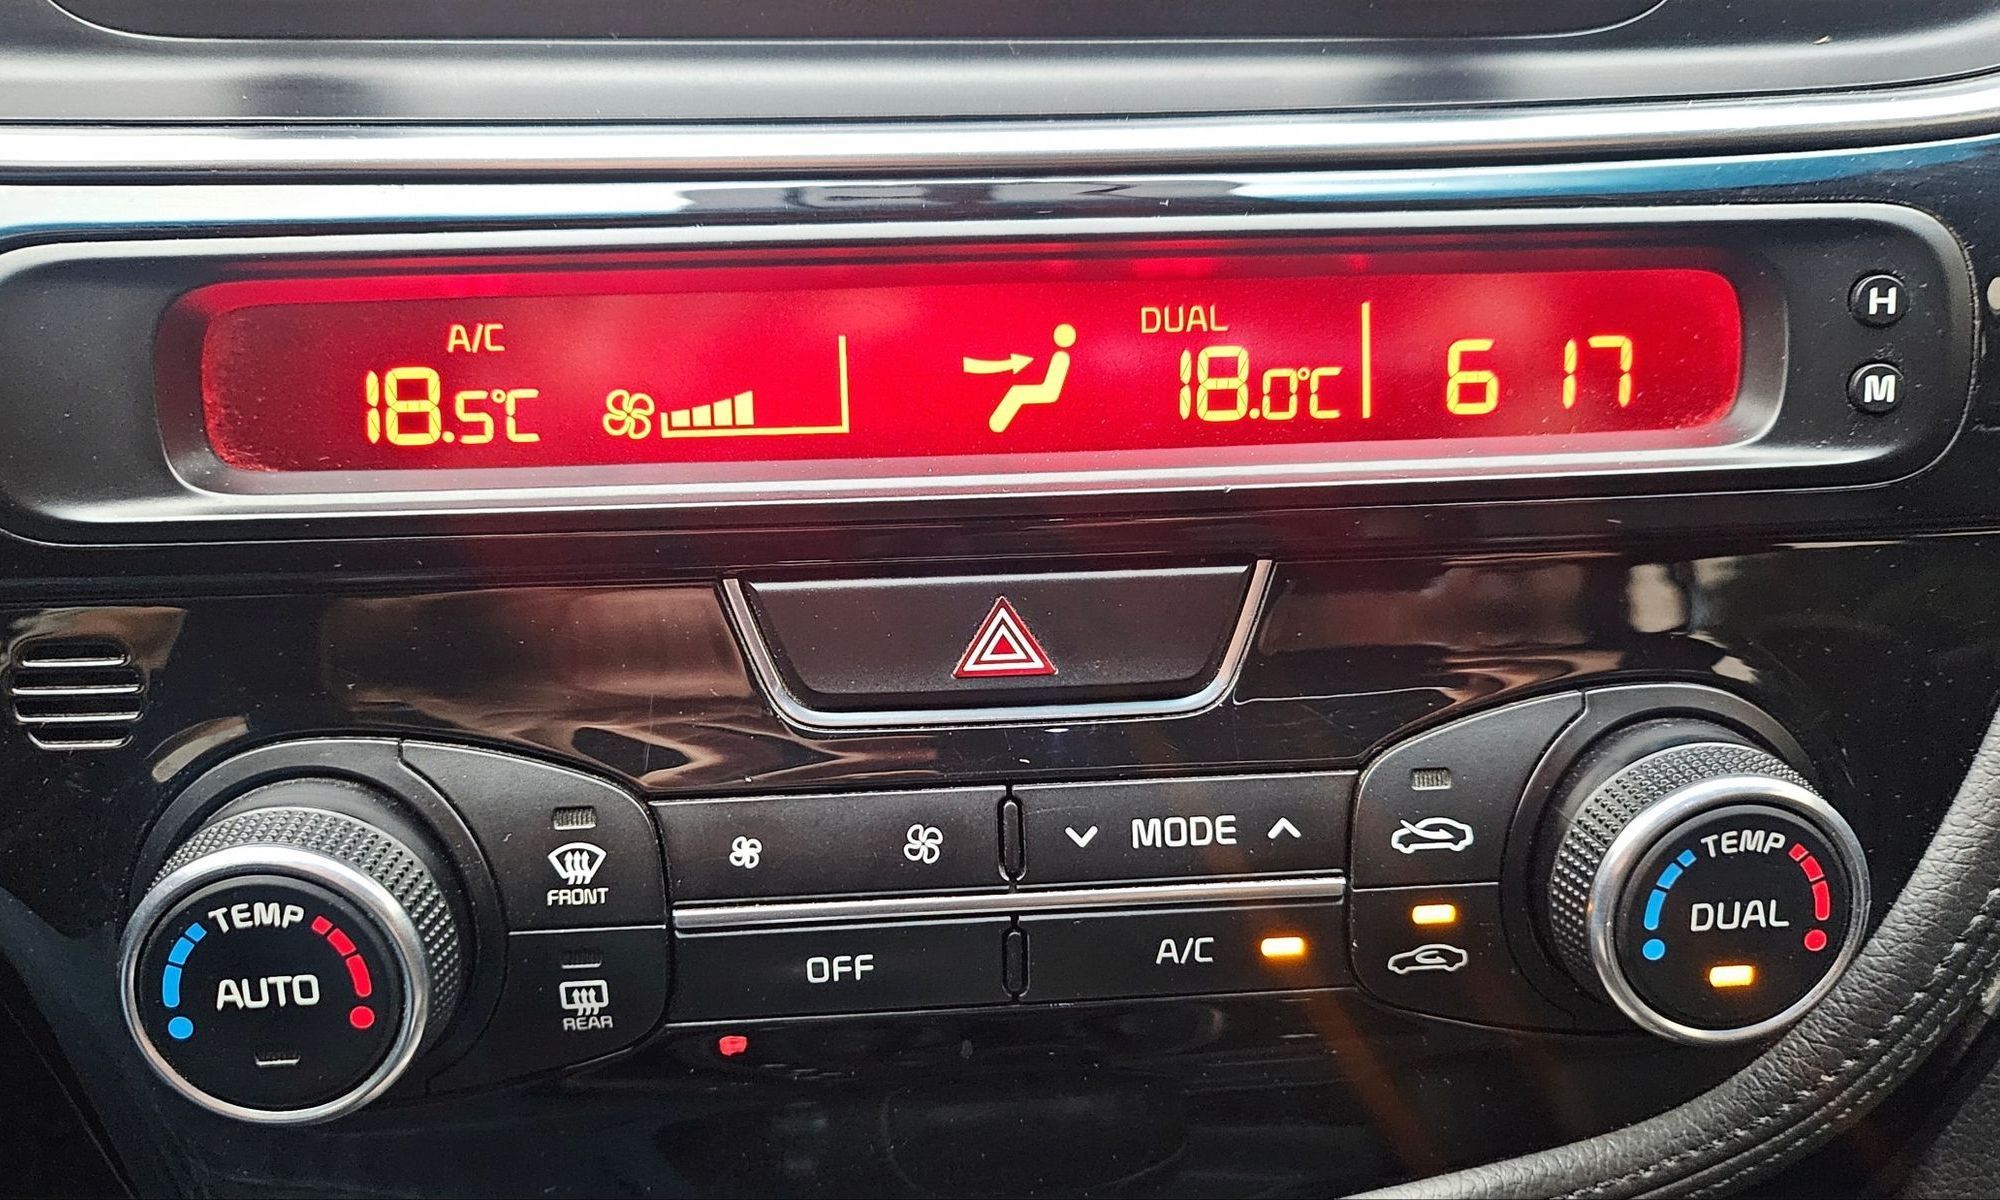 A/C
DUAL
18.5°C
18.0°C
6 17
H
M
TEMP
AUTO
FRONT
REAR
MODE
OFF
A/C
TEMP
DUAL